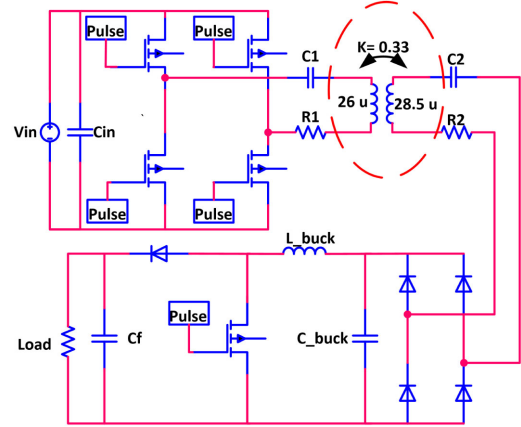 Pulse
Pulse
C1
K= 0.33
C2
Vin
Cin
26 u
28.5 u
R1
R2
Pulse
Pulse
L_buck
Pulse
Load
Cf
C_buck